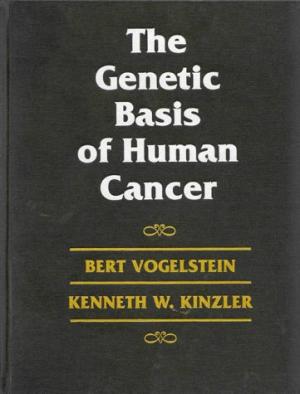 The
Genetic
Basis
of Human
Cancer
BERT VOGELSTEIN
KENNETH W. KINZLER